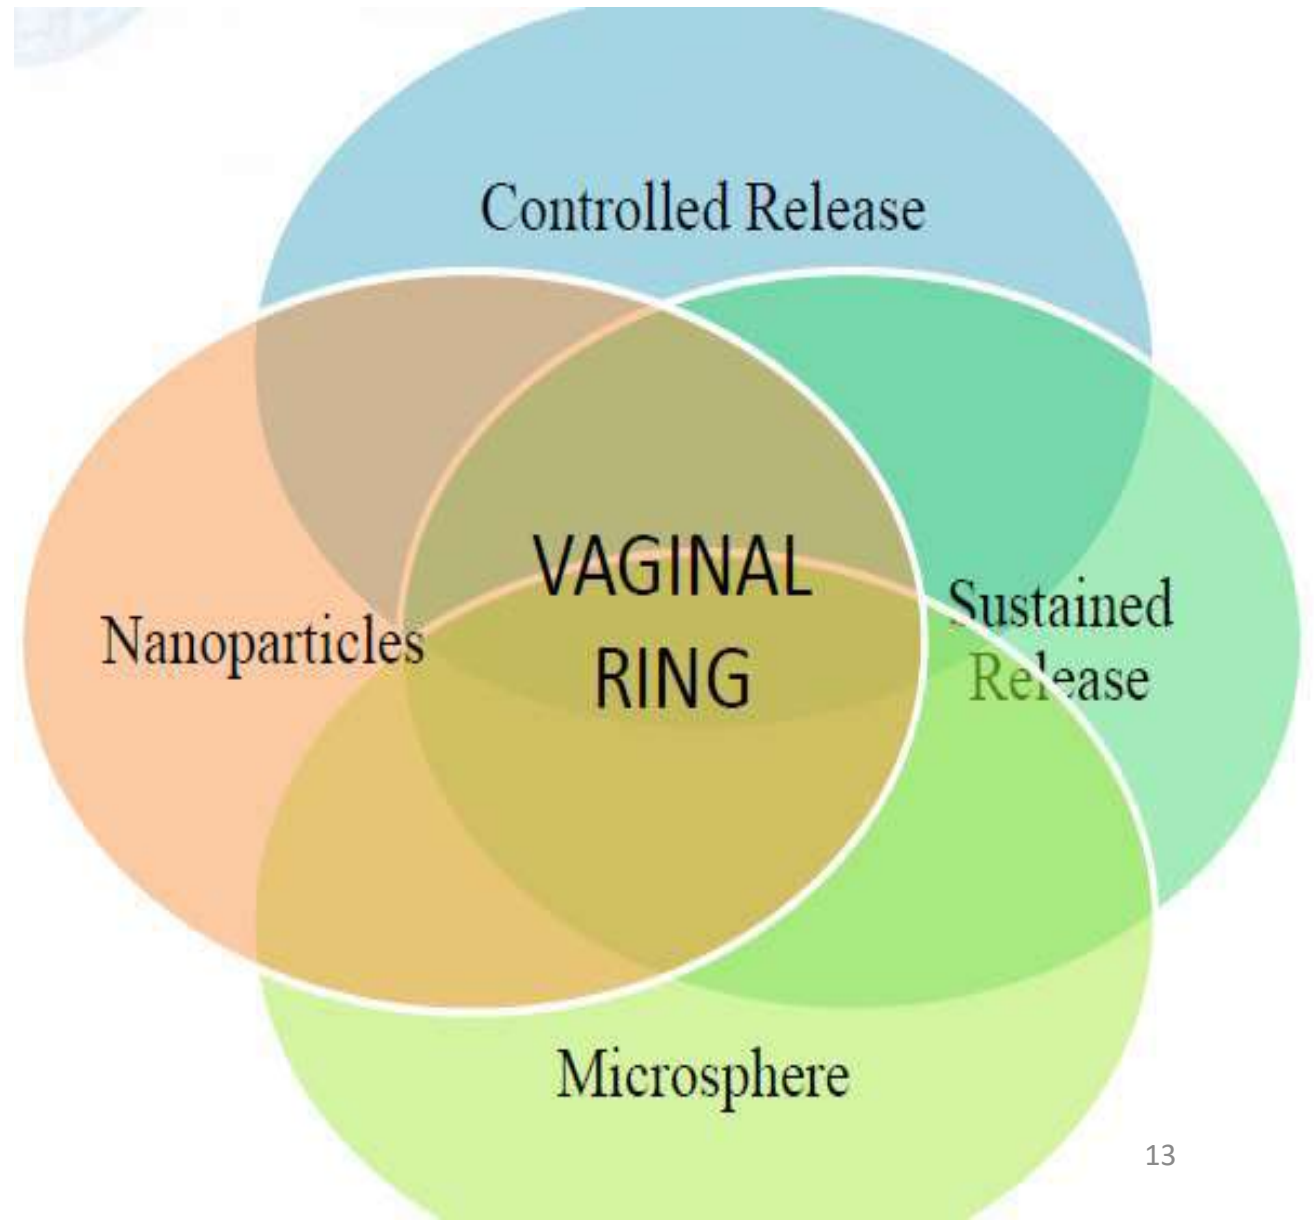 Controlled Release
VAGINAL
RING
Nanoparticles
Sustained
Release
Microsphere
13